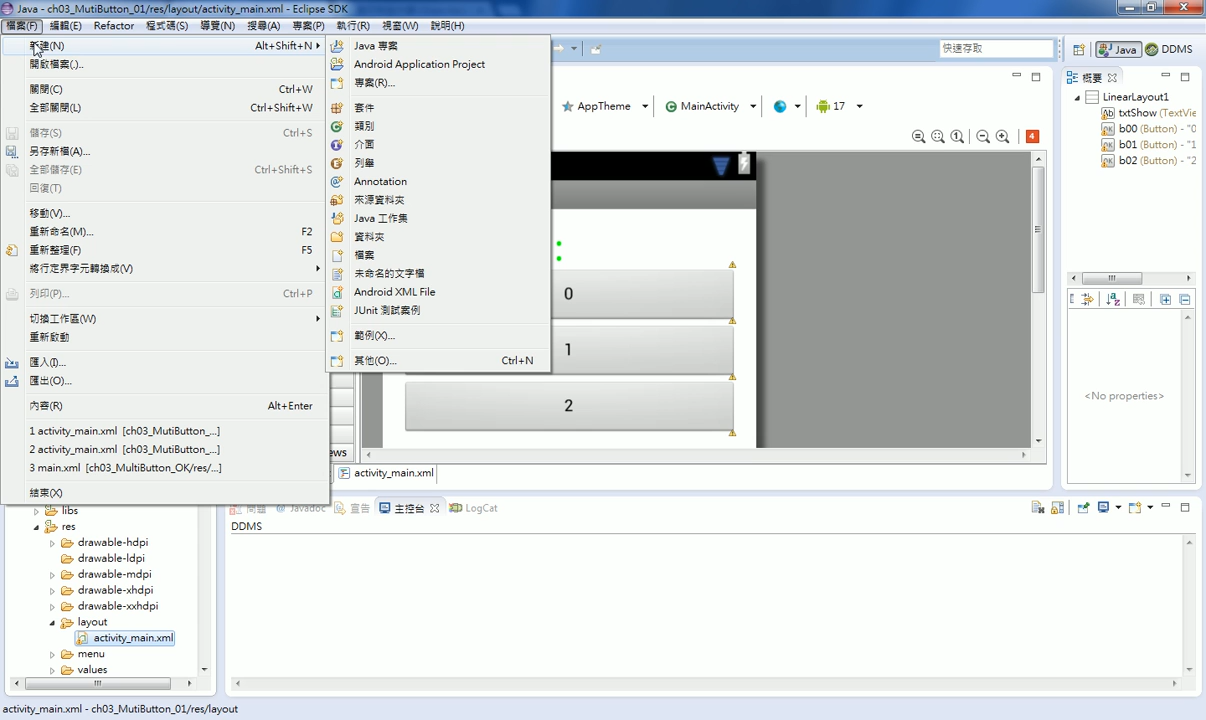 Java - ch03_MutiButton_01/res/layout/activity_main.xml - Eclipse SDK
檔案(F) 編輯(E) Refactor 程式碼(S) 導覽(N) 搜尋(A) 專案(P) 執行(R) 視窗(W) 說明(H)
新建(N) Alt+Shift+N
開啟檔案(.)..
關閉(C) Ctrl+W
全部關閉(L) Ctrl+Shift+W
儲存(S) Ctrl+S
另存新檔(A)...
全部儲存(E) Ctrl+Shift+S
回復(T)
移動(V)...
重新命名(M)... F2
重新整理(F) F5
將行定界字元轉換成(V)
列印(P)... Ctrl+P
切換工作區(W)
重新啟動
匯入(I)...
匯出(O)...
內容(R) Alt+Enter
1 activity_main.xml [ch03_MutiButton_...]
2 activity_main.xml [ch03_MutiButton_...]
3 main.xml [ch03_MultiButton_OK/res/...]
結束(X)
Java 專案
Android Application Project
專案(R)...
套件
類別
介面
列舉
Annotation
來源資料夾
Java 工作集
資料夾
檔案
未命名的文字檔
Android XML File
JUnit 測試案例
範例(X)...
其他(O)... Ctrl+N
快速存取
Java DDMS
AppTheme MainActivity 17
4
:
0
1
2
ews
activity_main.xml
概要
LinearLayout1
txtShow (TextVie
b00 (Button) - "0
b01 (Button) - "1
b02 (Button) - "2
<No properties>
問題 Javadoc 宣告 主控台 LogCat
DDMS
libs
res
drawable-hdpi
drawable-ldpi
drawable-mdpi
drawable-xhdpi
drawable-xxhdpi
layout
activity_main.xml
menu
values
activity_main.xml - ch03_MutiButton_01/res/layout